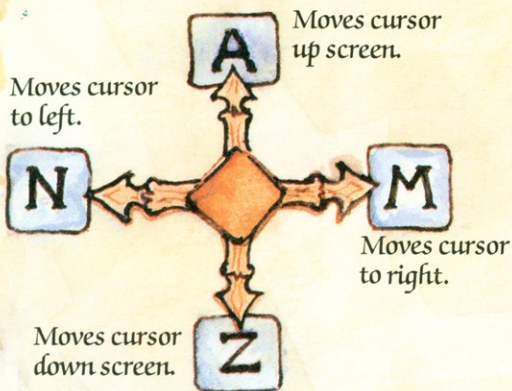 A
Moves cursor
up screen.
Moves cursor
to left.
N
M
Moves cursor
to right.
Moves cursor
down screen.
Z